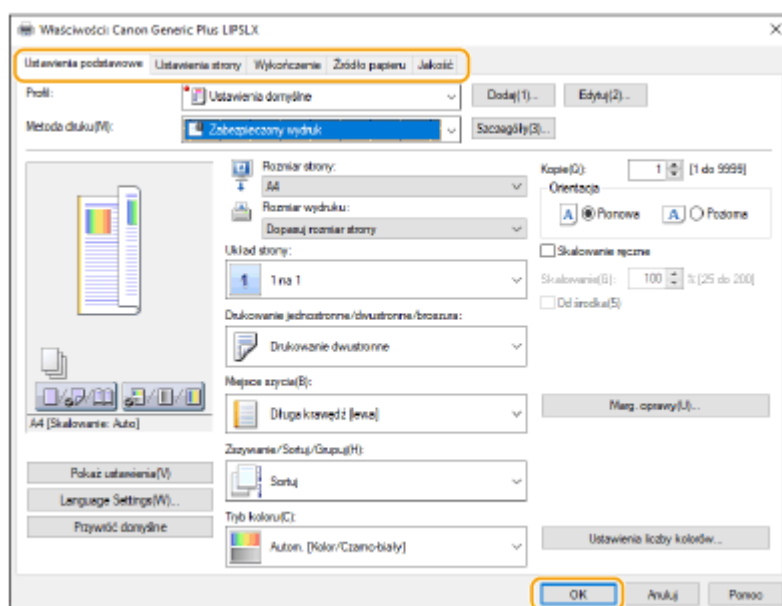 Właściwości: Canon Generic Plus LIPSLX
Ustawienia podstawowe Ustawienia strony Wykończenie Źródło papieru Jakość
Profil: Ustawienia domyślne Dodaj(1)... Edytuj(2)...
Metoda druku(M): Zabezpieczony wydruk Szczegóły(3)...
Rozmiar strony:
A4
Rozmiar wydruku:
Dopasuj rozmiar strony
Kopie(Q): 1 [1 do 9999]
Orientacja
A Pionowa A Pozioma
Układ strony:
1 1 na 1
Skalowanie ręczne
Skalowanie(G): 100 % [25 do 200]
Od środka(5)
Drukowanie jednostronne/dwustronne/broszura:
Drukowanie dwustronne
Miejsce szycia(B):
Długa krawędź [lewa]
Marg. oprawy(U)...
A4 [Skalowanie: Auto]
Zszywanie/Sortuj/Grupuj(H):
Sortuj
Pokaż ustawienia(V)
Language Settings(W)...
Przywróć domyślne
Tryb koloru(C):
Autom. [Kolor/Czarno-biały]
Ustawienia liczby kolorów...
OK Anuluj Pomoc